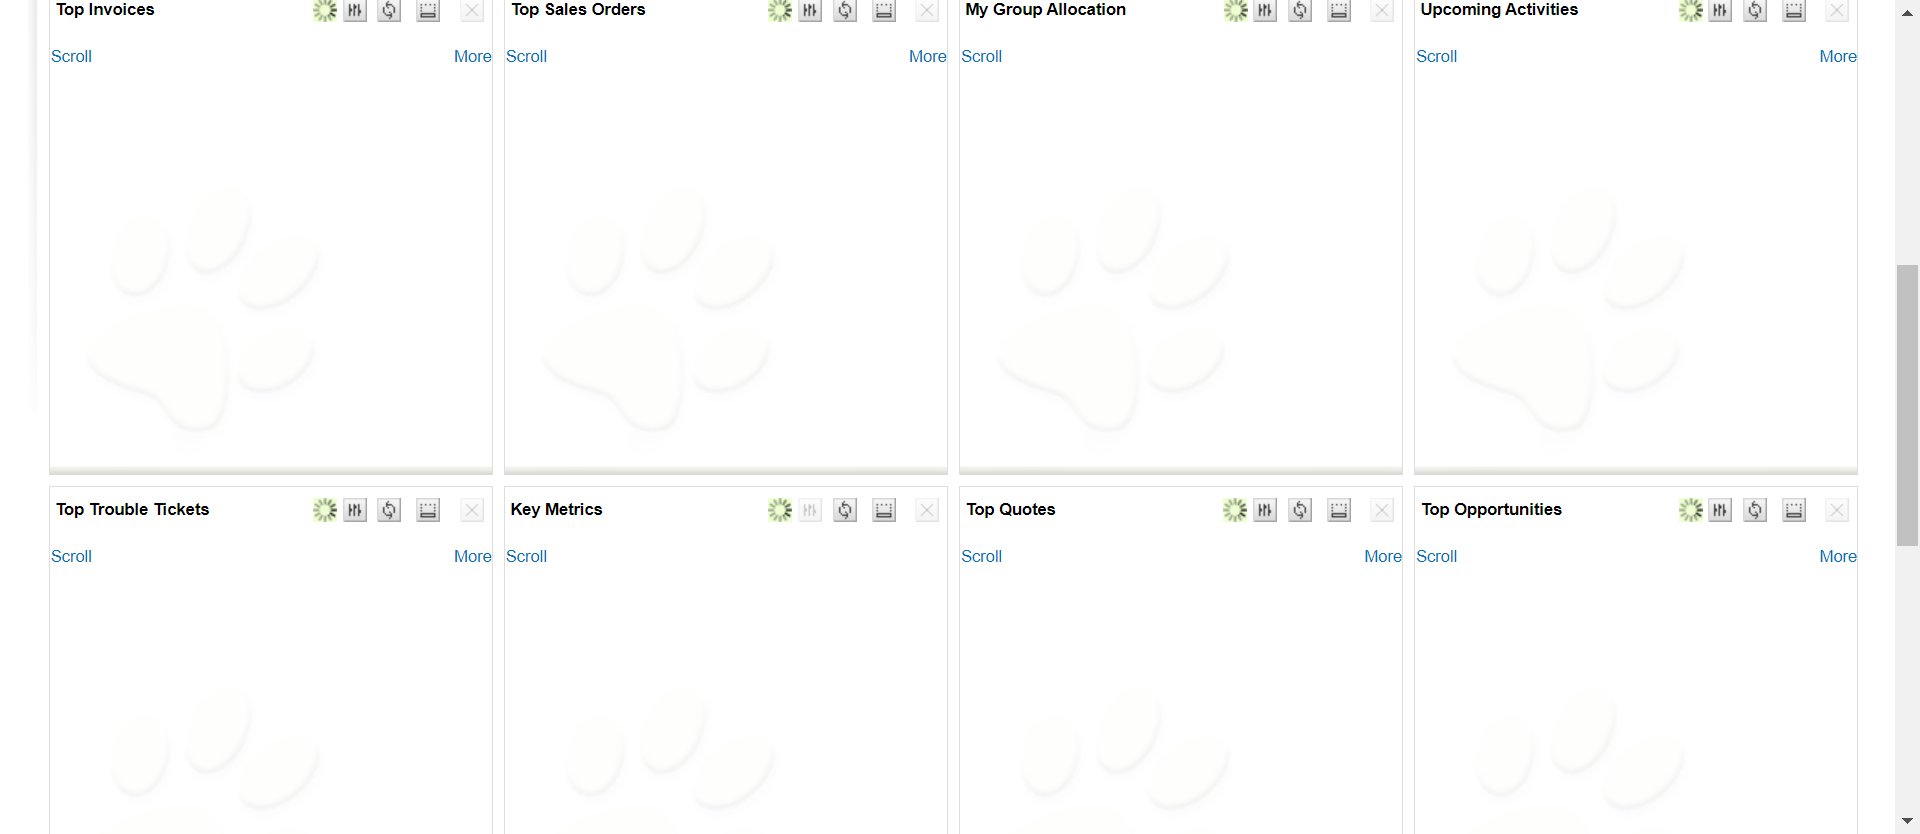 Top Invoices
Top Sales Orders
My Group Allocation
Upcoming Activities
Scroll More
Scroll More
Scroll
Scroll More
Top Trouble Tickets
Key Metrics
Top Quotes
Top Opportunities
Scroll More
Scroll
Scroll More
Scroll More